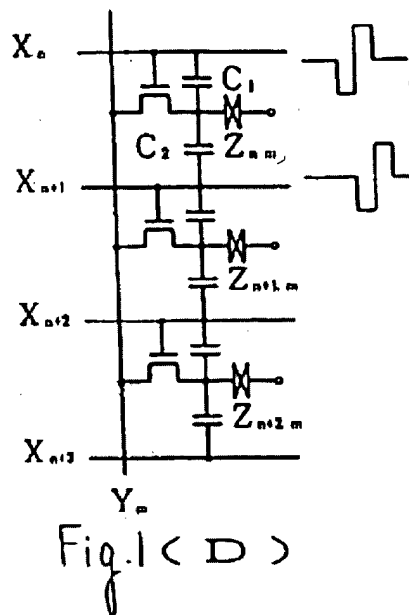 Xn
C1
C2
Zn m
Xn+1
Zn+1, m
Xn+2
Zn+2 m
Xn+3
Ym
Fig. 1 ( D )